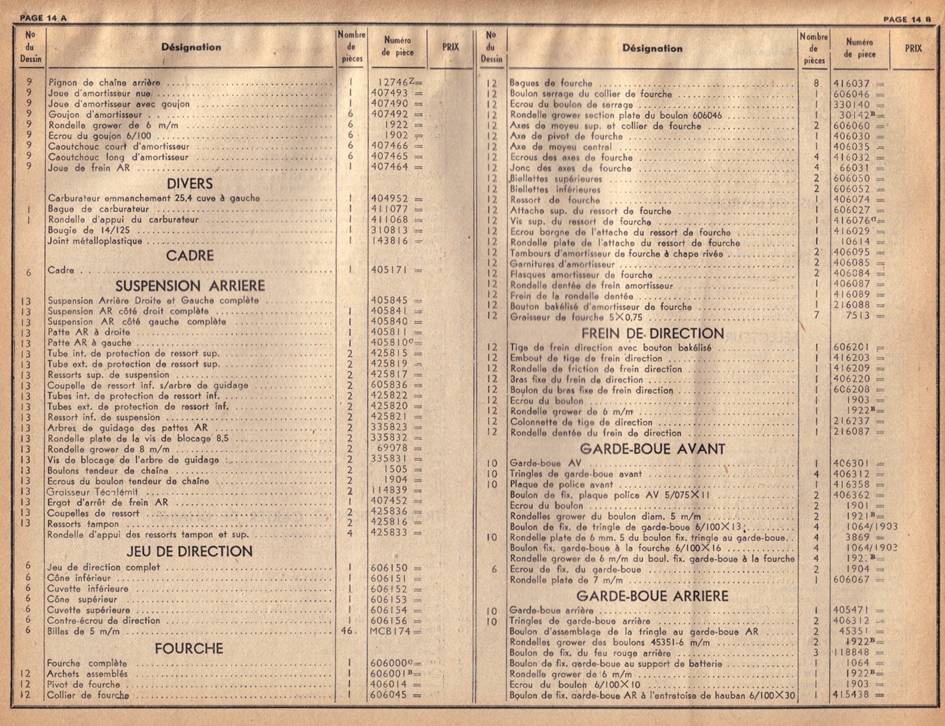 PAGE 14 A
No du Dessin Désignation Nombre de pièces Numéro de pièce PRIX
9 Pignon de chaîne arrière 1 12746Z =
9 Joue d'amortisseur nue 1 407493 =
9 Joue d'amortisseur avec goujon 1 407490 =
9 Goujon d'amortisseur 6 407492 =
9 Rondelle grower de 6 m/m 6 1922 =
9 Ecrou du goujon 6/100 6 1902 =
9 Caoutchouc court d'amortisseur 6 407466 =
9 Caoutchouc long d'amortisseur 6 407465 =
9 Joue de frein AR 1 407464 =
DIVERS
Carburateur emmanchement 25,4 cuve à gauche 1 404952 =
1 Bague de carburateur 1 411077 =
1 Rondelle d'appui du carburateur 1 411068 =
Bougie de 14/125 1 310813 =
Joint métalloplastique 1 143816 =
CADRE
6 Cadre 1 405171 =
SUSPENSION ARRIERE
13 Suspension Arrière Droite et Gauche complète 1 405845 =
13 Suspension AR côté droit complète 1 405841 =
13 Suspension AR côté gauche complète 1 405840 =
13 Patte AR à droite 1 405811 =
13 Patte AR à gauche 1 405810C =
13 Tube int. de protection de ressort sup. 2 425815 =
13 Tube ext. de protection de ressort sup. 2 425819 =
13 Ressorts sup. de suspension 2 425817 =
13 Coupelle de ressort inf. s/arbre de guidage 2 605836 =
13 Tubes int. de protection de ressort inf. 2 425822 =
13 Tubes ext. de protection de ressort inf. 2 425820 =
13 Ressort inf. de suspension 2 425821 =
13 Arbres de guidage des pattes AR 2 335823 =
13 Rondelle plate de la vis de blocage 8,5 2 335832 =
13 Rondelle grower de 8 m/m 2 69978 =
13 Vis de blocage de l'arbre de guidage 2 335831 =
13 Boulons tendeur de chaîne 2 1505 =
13 Ecrous du boulon tendeur de chaîne 2 1904 =
13 Graisseur Técalémit 2 114839 =
13 Ergot d'arrêt de frein AR 1 407452 =
13 Coupelles de ressort 2 425836 =
13 Ressorts tampon 2 425816 =
Rondelle d'appui des ressorts tampon et sup. 4 425833 =
JEU DE DIRECTION
6 Jeu de direction complet 1 606150 =
6 Cône inférieur 1 606151 =
6 Cuvette inférieure 1 606152 =
6 Cône supérieur 1 606153 =
6 Cuvette supérieure 1 606154 =
6 Contre-écrou de direction 1 606156 =
6 Billes de 5 m/m 46 MCB174 =
FOURCHE
Fourche complète 1 606000C =
12 Archets assemblés 1 606001B =
12 Pivot de fourche 1 406014 =
12 Collier de fourche 1 606045 =
PAGE 14 B
No du Dessin Désignation Nombre de pièces Numéro de pièce PRIX
12 Bagues de fourche 8 416037 =
12 Boulon serrage du collier de fourche 1 606046 =
12 Ecrou du boulon de serrage 1 330140 =
12 Rondelle grower section plate du boulon 606046 1 30142B =
12 Axes de moyeu sup. et collier de fourche 2 606060 =
12 Axe de pivot de fourche 1 406030 =
12 Axe de moyeu central 1 406035 =
12 Ecrous des axes de fourche 4 416032 =
12 Jonc des axes de fourche 4 66031 =
12 Biellettes supérieures 2 606050 =
12 Biellettes inférieures 2 606052 =
12 Ressort de fourche 1 406074 =
12 Attache sup. du ressort de fourche 1 606027 =
12 Vis sup. du ressort de fourche 1 416076C =
12 Ecrou borgne de l'attache du ressort de fourche 1 416029 =
12 Rondelle plate de l'attache du ressort de fourche 1 10614 =
12 Tambours d'amortisseur de fourche à chape rivée 2 406095 =
12 Garnitures d'amortisseur 2 406085 =
12 Flasques amortisseur de fourche 2 406084 =
12 Rondelle dentée de frein amortisseur 1 406087 =
12 Frein de la rondelle dentée 1 416089 =
12 Bouton bakélisé d'amortisseur de fourche 1 216088 =
12 Graisseur de fourche 5X0,75 7 7513 =
FREIN DE DIRECTION
12 Tige de frein direction avec bouton bakélisé 1 606201 =
12 Embout de tige de frein direction 1 416203 =
12 Rondelle de friction de frein direction 1 416209 =
12 Bras fixe du frein de direction 1 406220 =
12 Boulon du bras fixe de frein direction 1 606208 =
12 Ecrou du boulon 1 1903 =
12 Rondelle grower de 6 m/m 1 1922B =
12 Colonnette de tige de direction 1 216237 =
12 Rondelle dentée du frein de direction 1 216087 =
GARDE-BOUE AVANT
10 Garde-boue AV 1 406301 =
10 Tringles de garde-boue avant 4 406312 =
10 Plaque de police avant 1 416358 =
Boulon de fix. plaque police AV 5/075X11 2 406362 =
Ecrou du boulon 2 1901 =
Rondelles grower du boulon diam. 5 m/m 2 1921B =
Boulon de fix. de tringle de garde-boue 6/100X13 4 1064/1903
10 Rondelle plate de 6 mm. 5 du boulon fix. tringle au garde-boue 4 3869 =
Boulon fix. garde-boue à la fourche 6/100X16 4 1064/1903
Rondelle grower de 6 m/m du boul. fix. garde-boue à la fourche 4 192 B =
6 Ecrou de fix. du garde-boue 2 1904 =
Rondelle plate de 7 m/m 1 606067 =
GARDE-BOUE ARRIERE
10 Garde-boue arrière 1 405471 =
10 Tringles de garde-boue arrière 2 406312 =
Boulon d'assemblage de la tringle au garde-boue AR 2 45351 =
Rondelles grower des boulons 45351-6 m/m 2 1922B =
Boulon de fix. du feu rouge arrière 3 118848 =
Boulon de fix. garde-boue au support de batterie 1 1064 =
Rondelle grower de 6 m/m 1 1922B =
Ecrou du boulon 6/100X10 1 1903 =
Boulon de fix. garde-boue AR à l'entretoise de hauban 6/100X30 1 415438 =